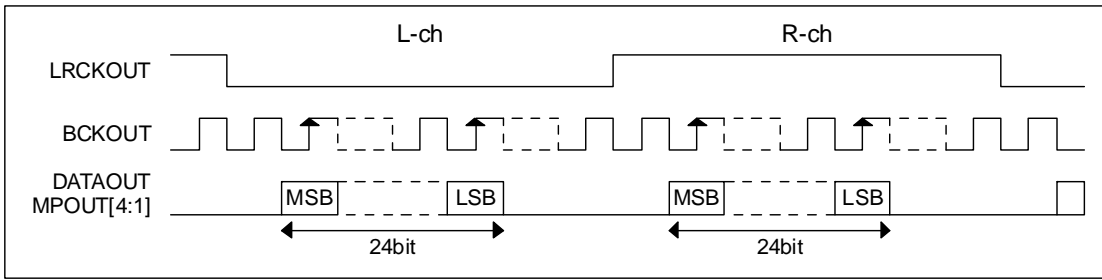 L-ch R-ch
LRCKOUT
BCKOUT
DATAOUT
MPOUT[4:1]
MSB LSB MSB LSB
24bit 24bit